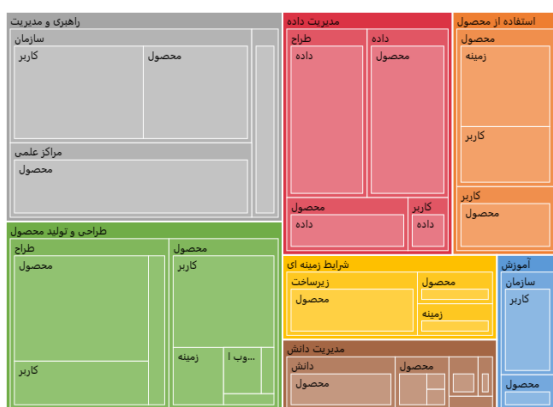 راهبری و مدیریت
سازمان
کاربر
محصول
مراکز علمی
محصول
مدیریت داده
طراح
داده
داده
محصول
محصول
داده
کاربر
داده
استفاده از محصول
محصول
زمینه
کاربر
کاربر
محصول
طراحی و تولید محصول
طراح
محصول
کاربر
محصول
کاربر
زمینه
وب ا...
شرایط زمینه ای
زیرساخت
محصول
محصول
زمینه
مدیریت دانش
دانش
محصول
محصول
آموزش
سازمان
کاربر
محصول